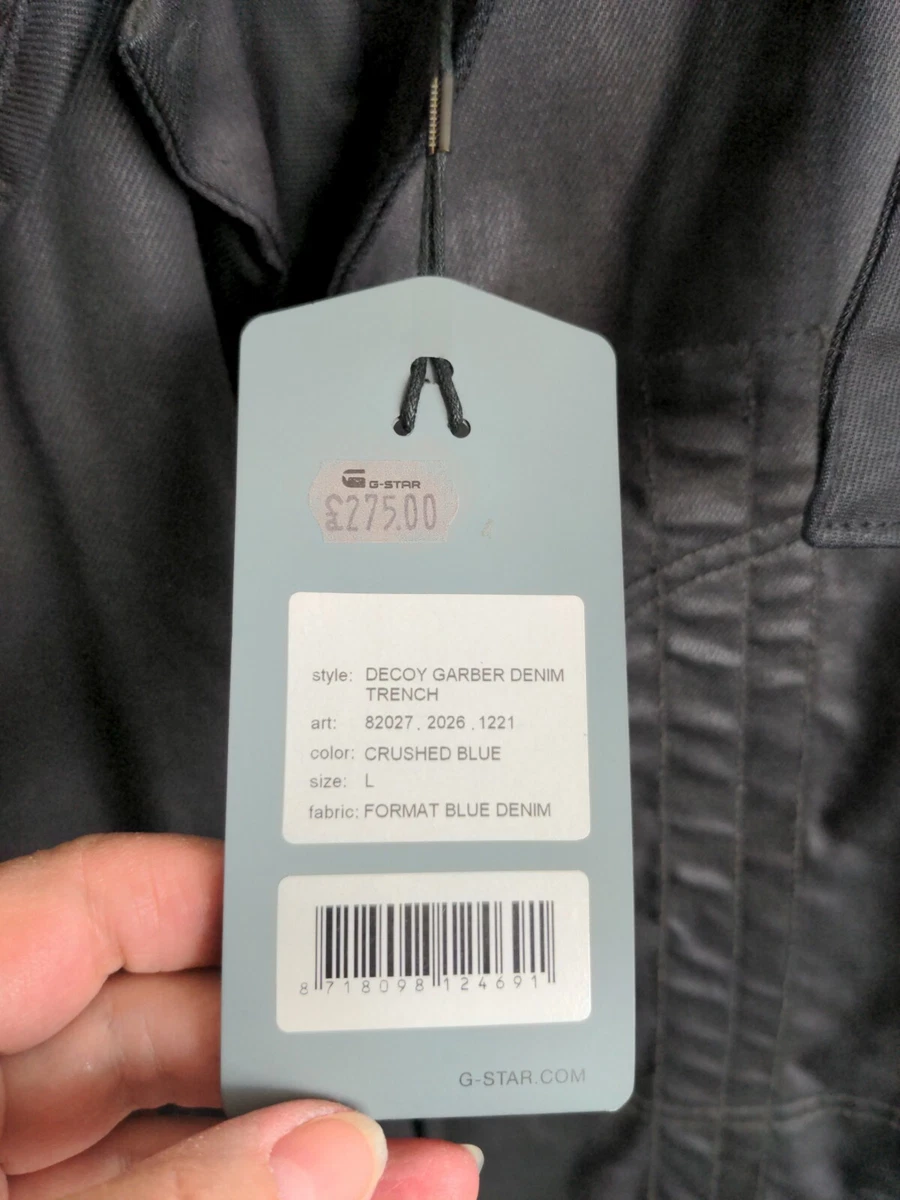 G-STAR
£275.00
style: DECOY GARBER DENIM
TRENCH
art: 82027 . 2026 . 1221
color: CRUSHED BLUE
size: L
fabric: FORMAT BLUE DENIM
8 718098 124691
G-STAR.COM